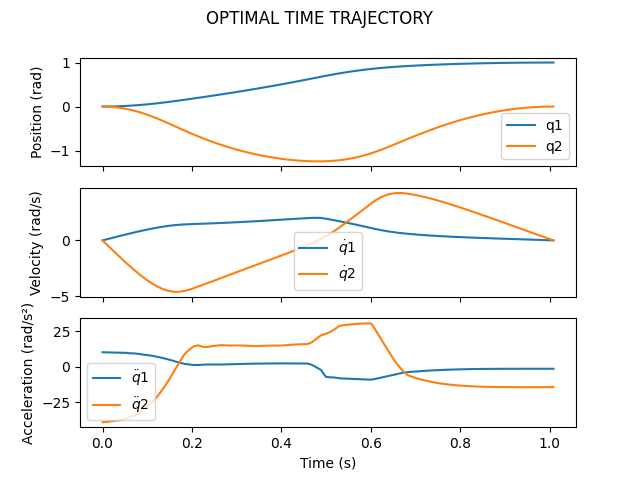 OPTIMAL TIME TRAJECTORY
Position (rad)
1
0
−1
q1
q2
Velocity (rad/s)
0
−5
q̇1
q̇2
Acceleration (rad/s²)
25
0
−25
q̈1
q̈2
0.0 0.2 0.4 0.6 0.8 1.0
Time (s)